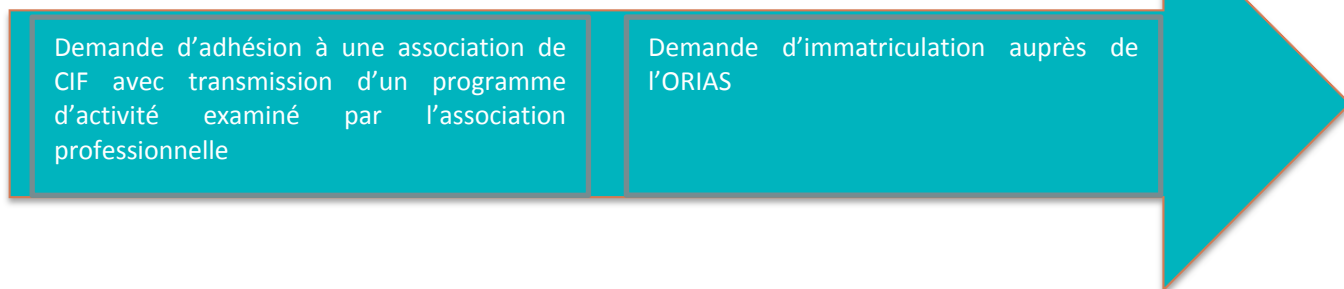 Demande d’adhésion à une association de
CIF avec transmission d’un programme
d’activité examiné par l’association
professionnelle
Demande d’immatriculation auprès de
l’ORIAS